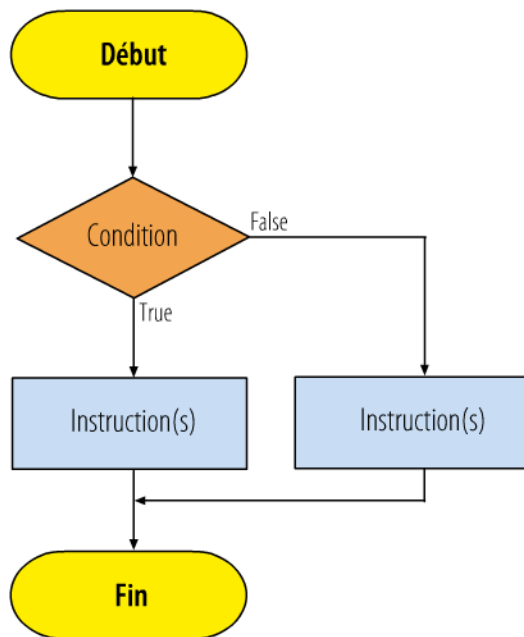 Début
Condition
False
True
Instruction(s)
Instruction(s)
Fin